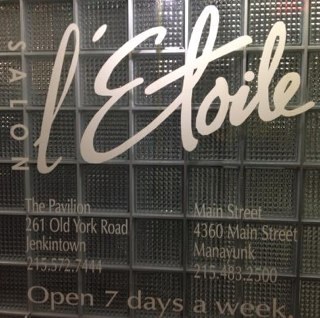 SALON
l'Etoile
The Pavilion
261 Old York Road
Jenkintown
215.572.7444
Main Street
4360 Main Street
Manayunk
215.483.2500
Open 7 days a week.